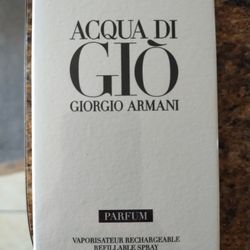 ACQUA DI
GIÒ
GIORGIO ARMANI
PARFUM
VAPORISATEUR RECHARGEABLE
REFILLABLE SPRAY